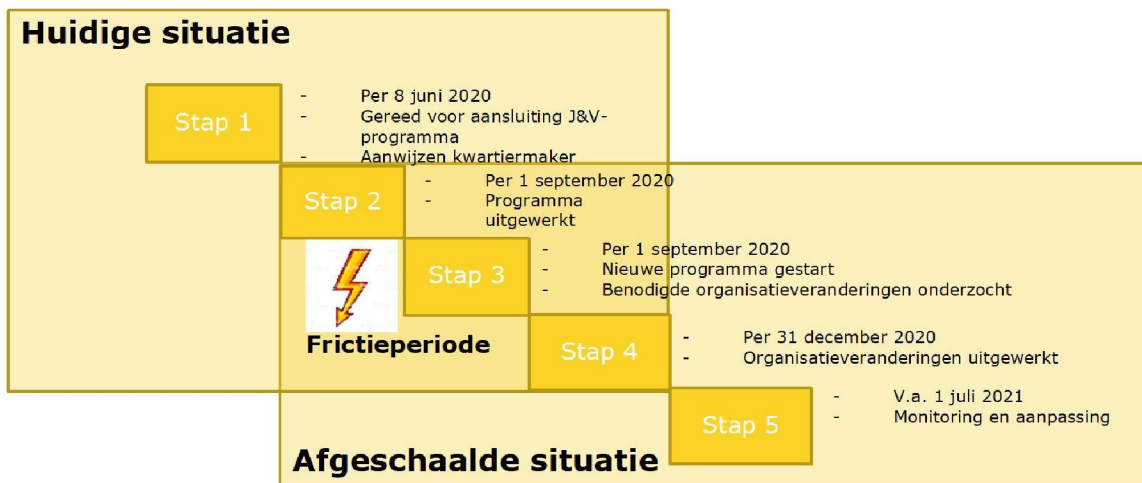 Huidige situatie
Stap 1
- Per 8 juni 2020
- Gereed voor aansluiting J&V-
programma
- Aanwijzen kwartiermaker
Stap 2
- Per 1 september 2020
- Programma
uitgewerkt
Stap 3
- Per 1 september 2020
- Nieuwe programma gestart
- Benodigde organisatieveranderingen onderzocht
Frictieperiode
Stap 4
- Per 31 december 2020
- Organisatieveranderingen uitgewerkt
Stap 5
- V.a. 1 juli 2021
- Monitoring en aanpassing
Afgeschaalde situatie